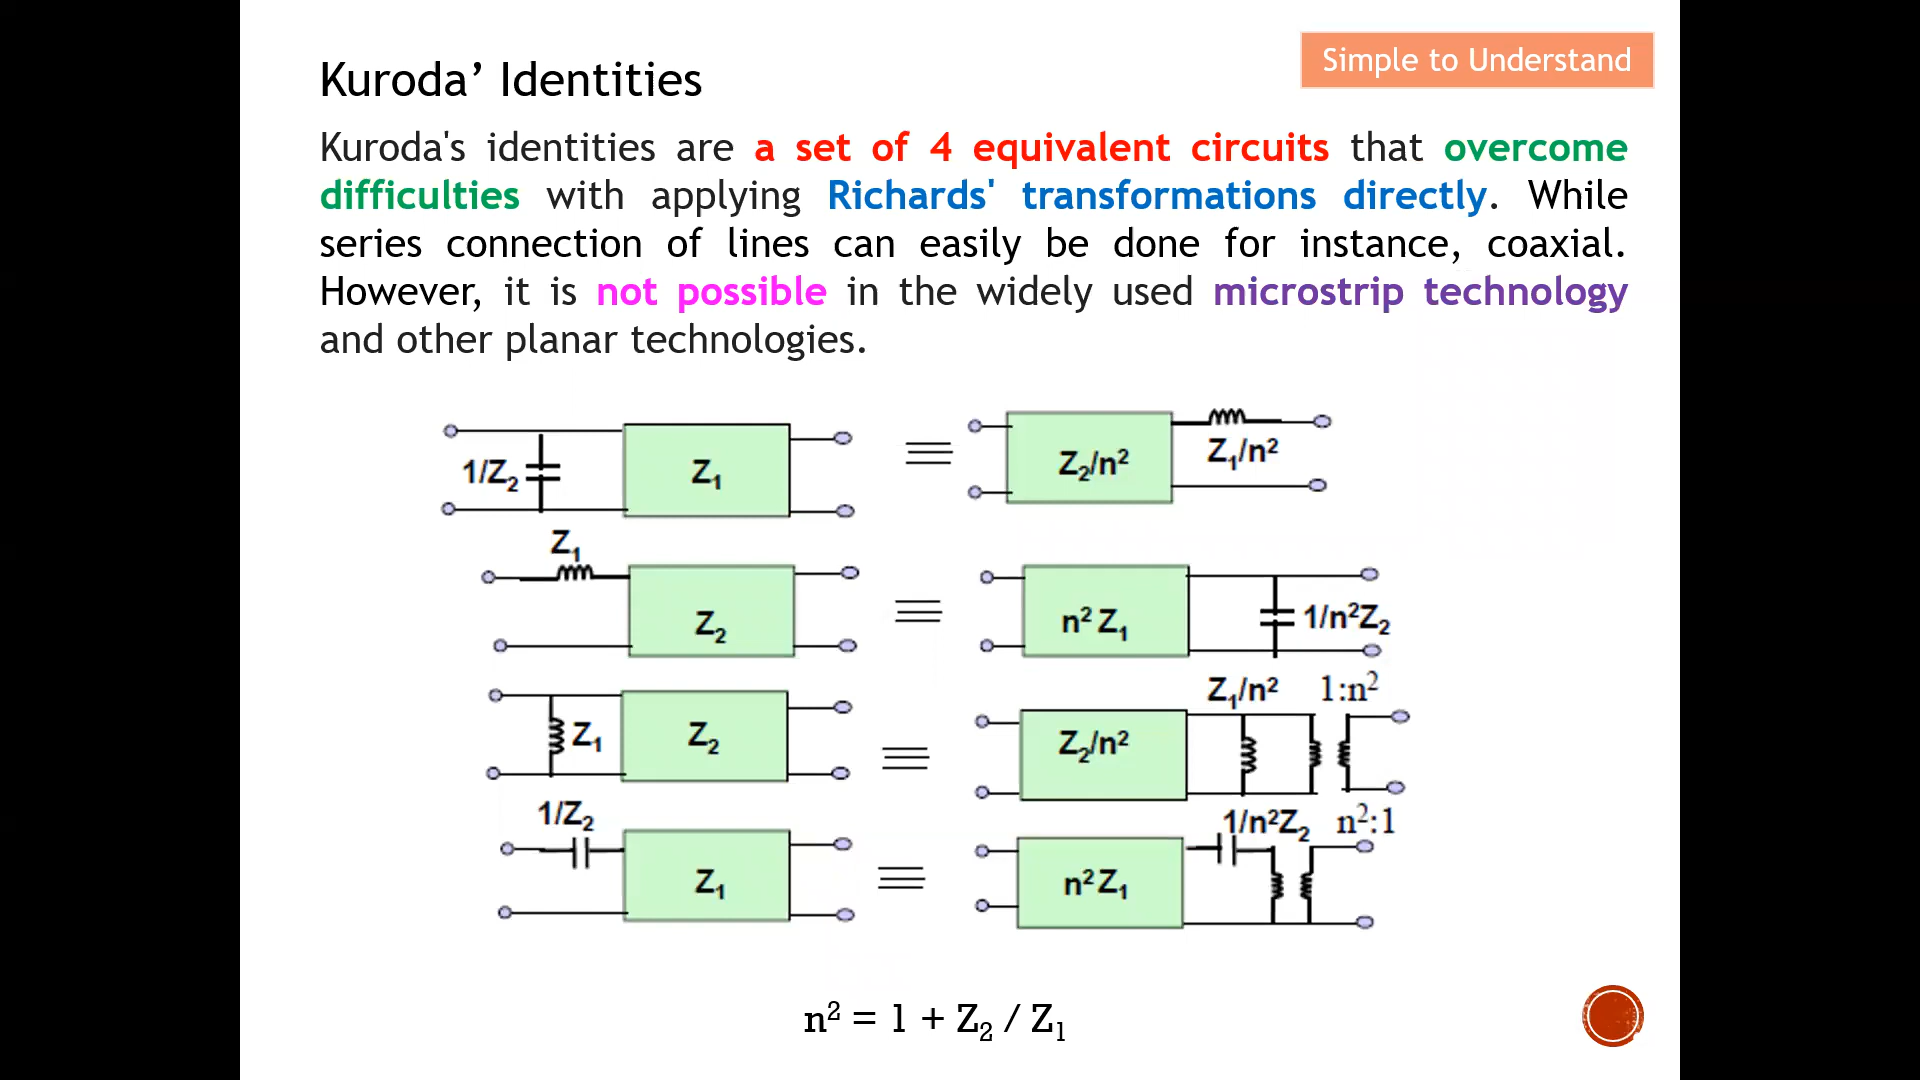 Simple to Understand
Kuroda’ Identities
Kuroda's identities are a set of 4 equivalent circuits that overcome
difficulties with applying Richards' transformations directly. While
series connection of lines can easily be done for instance, coaxial.
However, it is not possible in the widely used microstrip technology
and other planar technologies.
1/Z₂ Z₁ Z₂/n² Z₁/n²
Z₁
Z₂ n² Z₁ 1/n²Z₂
Z₁/n² 1:n²
Z₁ Z₂ Z₂/n²
1/Z₂ 1/n²Z₂ n²:1
Z₁ n² Z₁
n² = 1 + Z₂ / Z₁